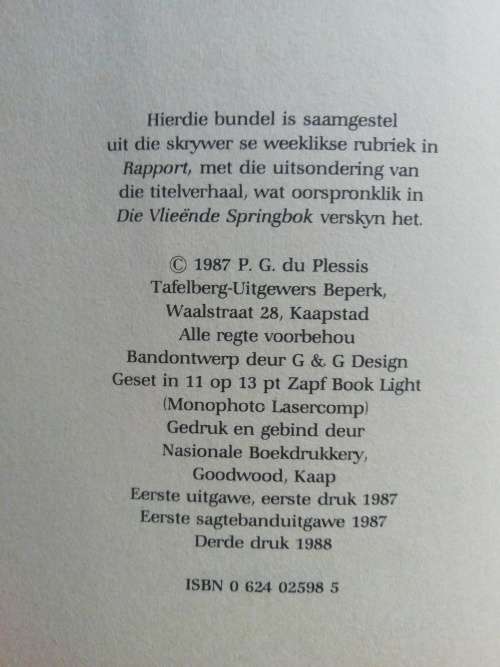 Hierdie bundel is saamgestel
uit die skrywer se weeklikse rubriek in
Rapport, met die uitsondering van
die titelverhaal, wat oorspronklik in
Die Vlieënde Springbok verskyn het.
© 1987 P. G. du Plessis
Tafelberg-Uitgewers Beperk,
Waalstraat 28, Kaapstad
Alle regte voorbehou
Bandontwerp deur G & G Design
Geset in 11 op 13 pt Zapf Book Light
(Monophoto Lasercomp)
Gedruk en gebind deur
Nasionale Boekdrukkery,
Goodwood, Kaap
Eerste uitgawe, eerste druk 1987
Eerste sagtebanduitgawe 1987
Derde druk 1988
ISBN 0 624 02598 5